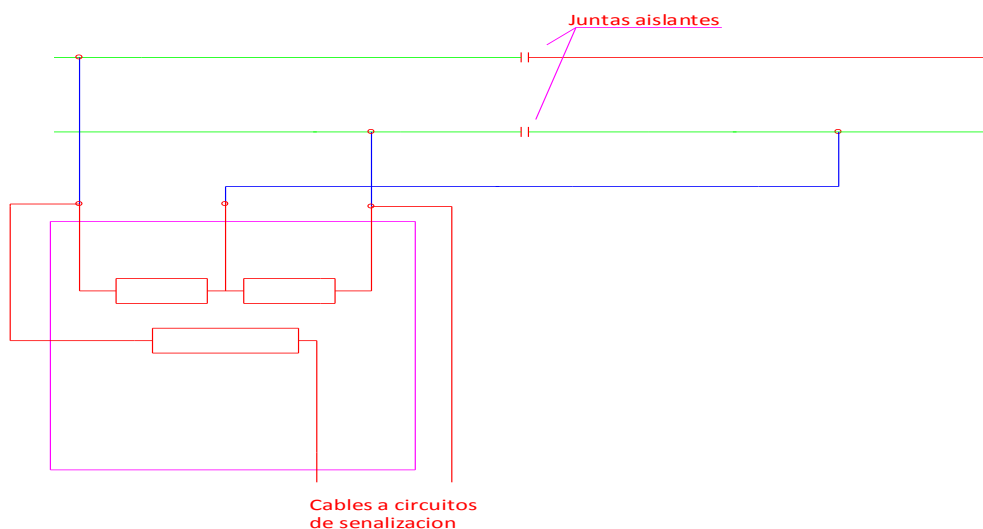 Juntas aislantes
Cables a circuitos
de senalizacion